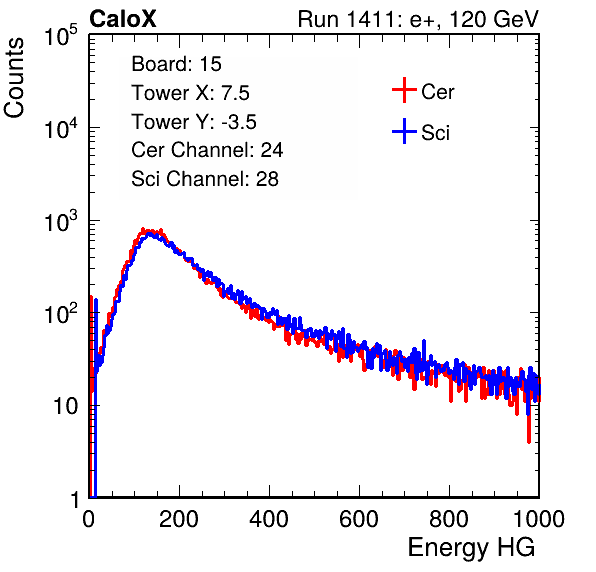 CaloX Run 1411: e+, 120 GeV
Counts
10^5
10^4
10^3
10^2
10
1
Board: 15
Tower X: 7.5
Tower Y: -3.5
Cer Channel: 24
Sci Channel: 28
Cer
Sci
0 200 400 600 800 1000
Energy HG